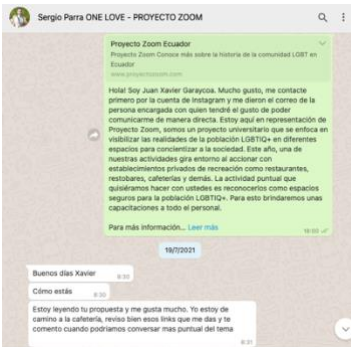 Sergio Parra ONE LOVE - PROYECTO ZOOM
Proyecto Zoom Ecuador
Proyecto Zoom Conoce más sobre la historia de la comunidad LGBT en
Ecuador
www.proyectozoom.com
Hola! Soy Juan Xavier Garaycoa. Mucho gusto, me contacte
primero por la cuenta de Instagram y me dieron el correo de la
persona encargada con quien tendré el gusto de poder
comunicarme de manera directa. Estoy aquí en representación de
Proyecto Zoom, somos un proyecto universitario que se enfoca en
visibilizar las realidades de la población LGBTIQ+ en diferentes
espacios para concientizar a la sociedad. Este año, una de
nuestras actividades gira entorno al accionar con
establecimientos privados de recreación como restaurantes,
restobares, cafeterías y demás. La actividad puntual que
quisiéramos hacer con ustedes es reconocerlos como espacios
seguros para la población LGBTIQ+. Para esto brindaremos unas
capacitaciones a todo el personal.
Para más información... Leer más
18:00
19/7/2021
Buenos días Xavier
8:30
Cómo estás
8:30
Estoy leyendo tu propuesta y me gusta mucho. Yo estoy de
camino a la cafetería, reviso bien esos links que me das y te
comento cuando podríamos conversar mas puntual del tema
8:31